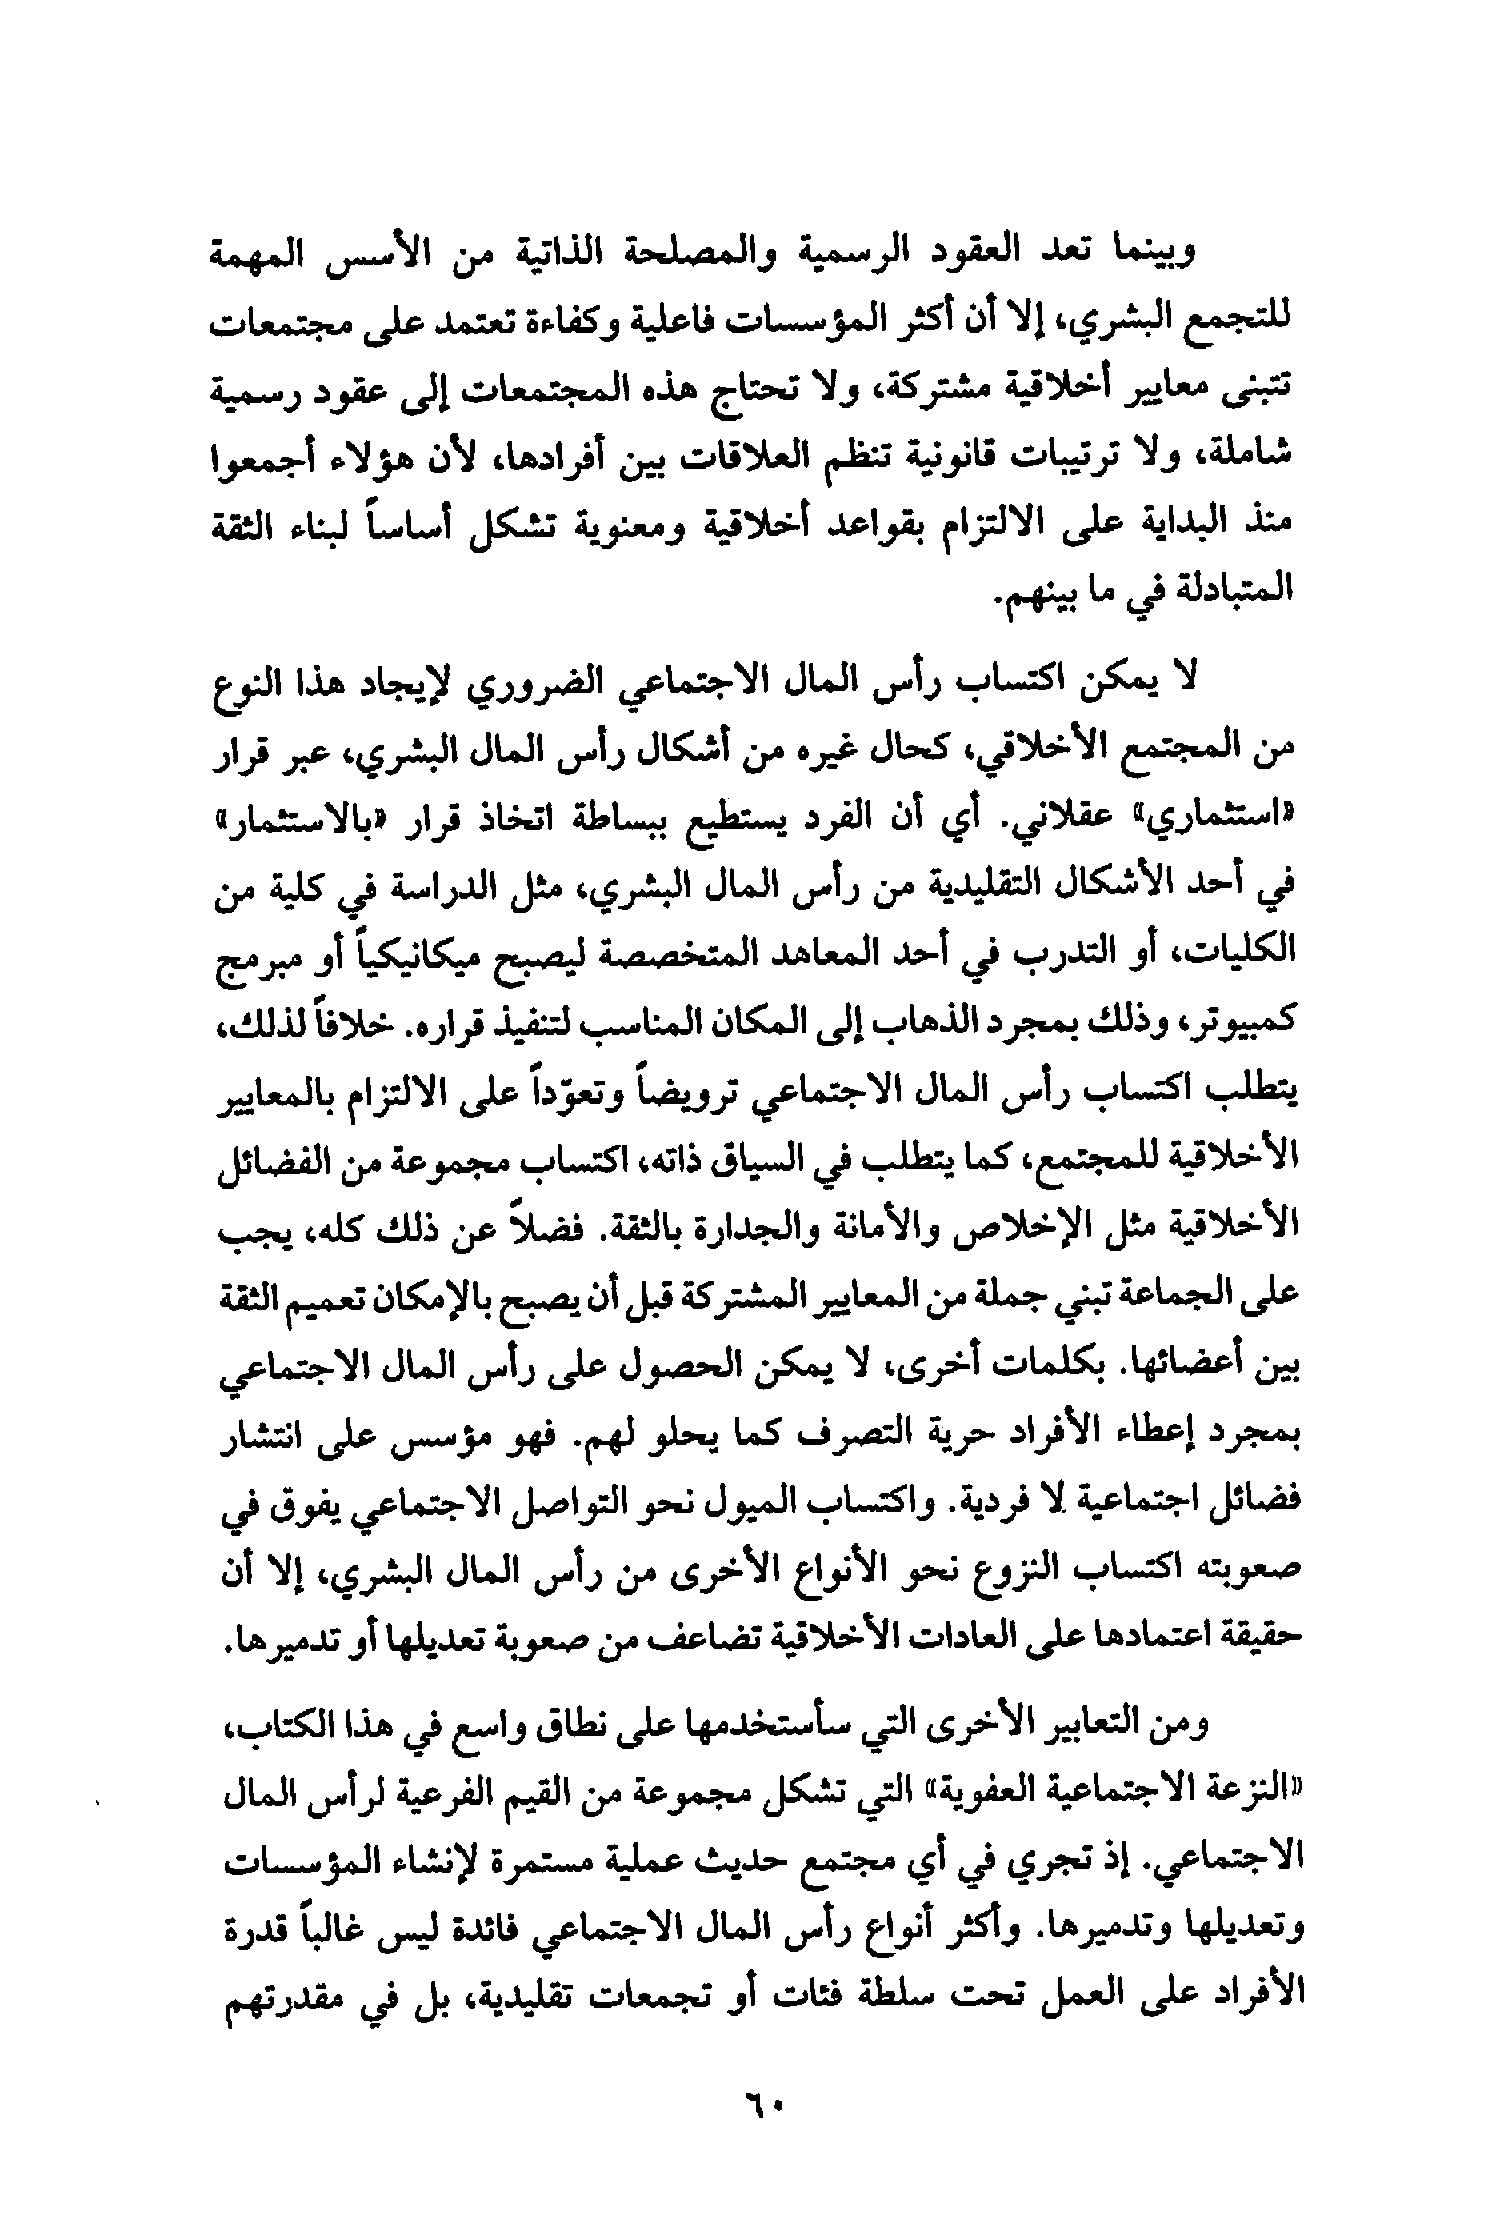 وبينما تعد العقود الرسمية والمصلحة الذاتية من الأسس المهمة
للتجمع البشري، إلا أن أكثر المؤسسات فاعلية وكفاءة تعتمد على مجتمعات
تتبنى معايير أخلاقية مشتركة، ولا تحتاج هذه المجتمعات إلى عقود رسمية
شاملة، ولا ترتيبات قانونية تنظم العلاقات بين أفرادها، لأن هؤلاء أجمعوا
منذ البداية على الالتزام بقواعد أخلاقية ومعنوية تشكل أساساً لبناء الثقة
المتبادلة في ما بينهم.
لا يمكن اكتساب رأس المال الاجتماعي الضروري لإيجاد هذا النوع
من المجتمع الأخلاقي، كحال غيره من أشكال رأس المال البشري، عبر قرار
«استثماري» عقلاني. أي أن الفرد يستطيع ببساطة اتخاذ قرار «بالاستثمار»
في أحد الأشكال التقليدية من رأس المال البشري، مثل الدراسة في كلية من
الكليات، أو التدرب في أحد المعاهد المتخصصة ليصبح ميكانيكياً أو مبرمج
كمبيوتر، وذلك بمجرد الذهاب إلى المكان المناسب لتنفيذ قراره. خلافاً لذلك،
يتطلب اكتساب رأس المال الاجتماعي ترويضاً وتعوّداً على الالتزام بالمعايير
الأخلاقية للمجتمع، كما يتطلب في السياق ذاته، اكتساب مجموعة من الفضائل
الأخلاقية مثل الإخلاص والأمانة والجدارة بالثقة. فضلاً عن ذلك كله، يجب
على الجماعة تبني جملة من المعايير المشتركة قبل أن يصبح بالإمكان تعميم الثقة
بين أعضائها. بكلمات أخرى، لا يمكن الحصول على رأس المال الاجتماعي
بمجرد إعطاء الأفراد حرية التصرف كما يحلو لهم. فهو مؤسس على انتشار
فضائل اجتماعية لا فردية. واكتساب الميول نحو التواصل الاجتماعي يفوق في
صعوبته اكتساب النزوع نحو الأنواع الأخرى من رأس المال البشري، إلا أن
حقيقة اعتمادها على العادات الأخلاقية تضاعف من صعوبة تعديلها أو تدميرها.
ومن التعابير الأخرى التي سأستخدمها على نطاق واسع في هذا الكتاب،
«النزعة الاجتماعية العفوية» التي تشكل مجموعة من القيم الفرعية لرأس المال
الاجتماعي. إذ تجري في أي مجتمع حديث عملية مستمرة لإنشاء المؤسسات
وتعديلها وتدميرها. وأكثر أنواع رأس المال الاجتماعي فائدة ليس غالباً قدرة
الأفراد على العمل تحت سلطة فئات أو تجمعات تقليدية، بل في مقدرتهم
٦٠